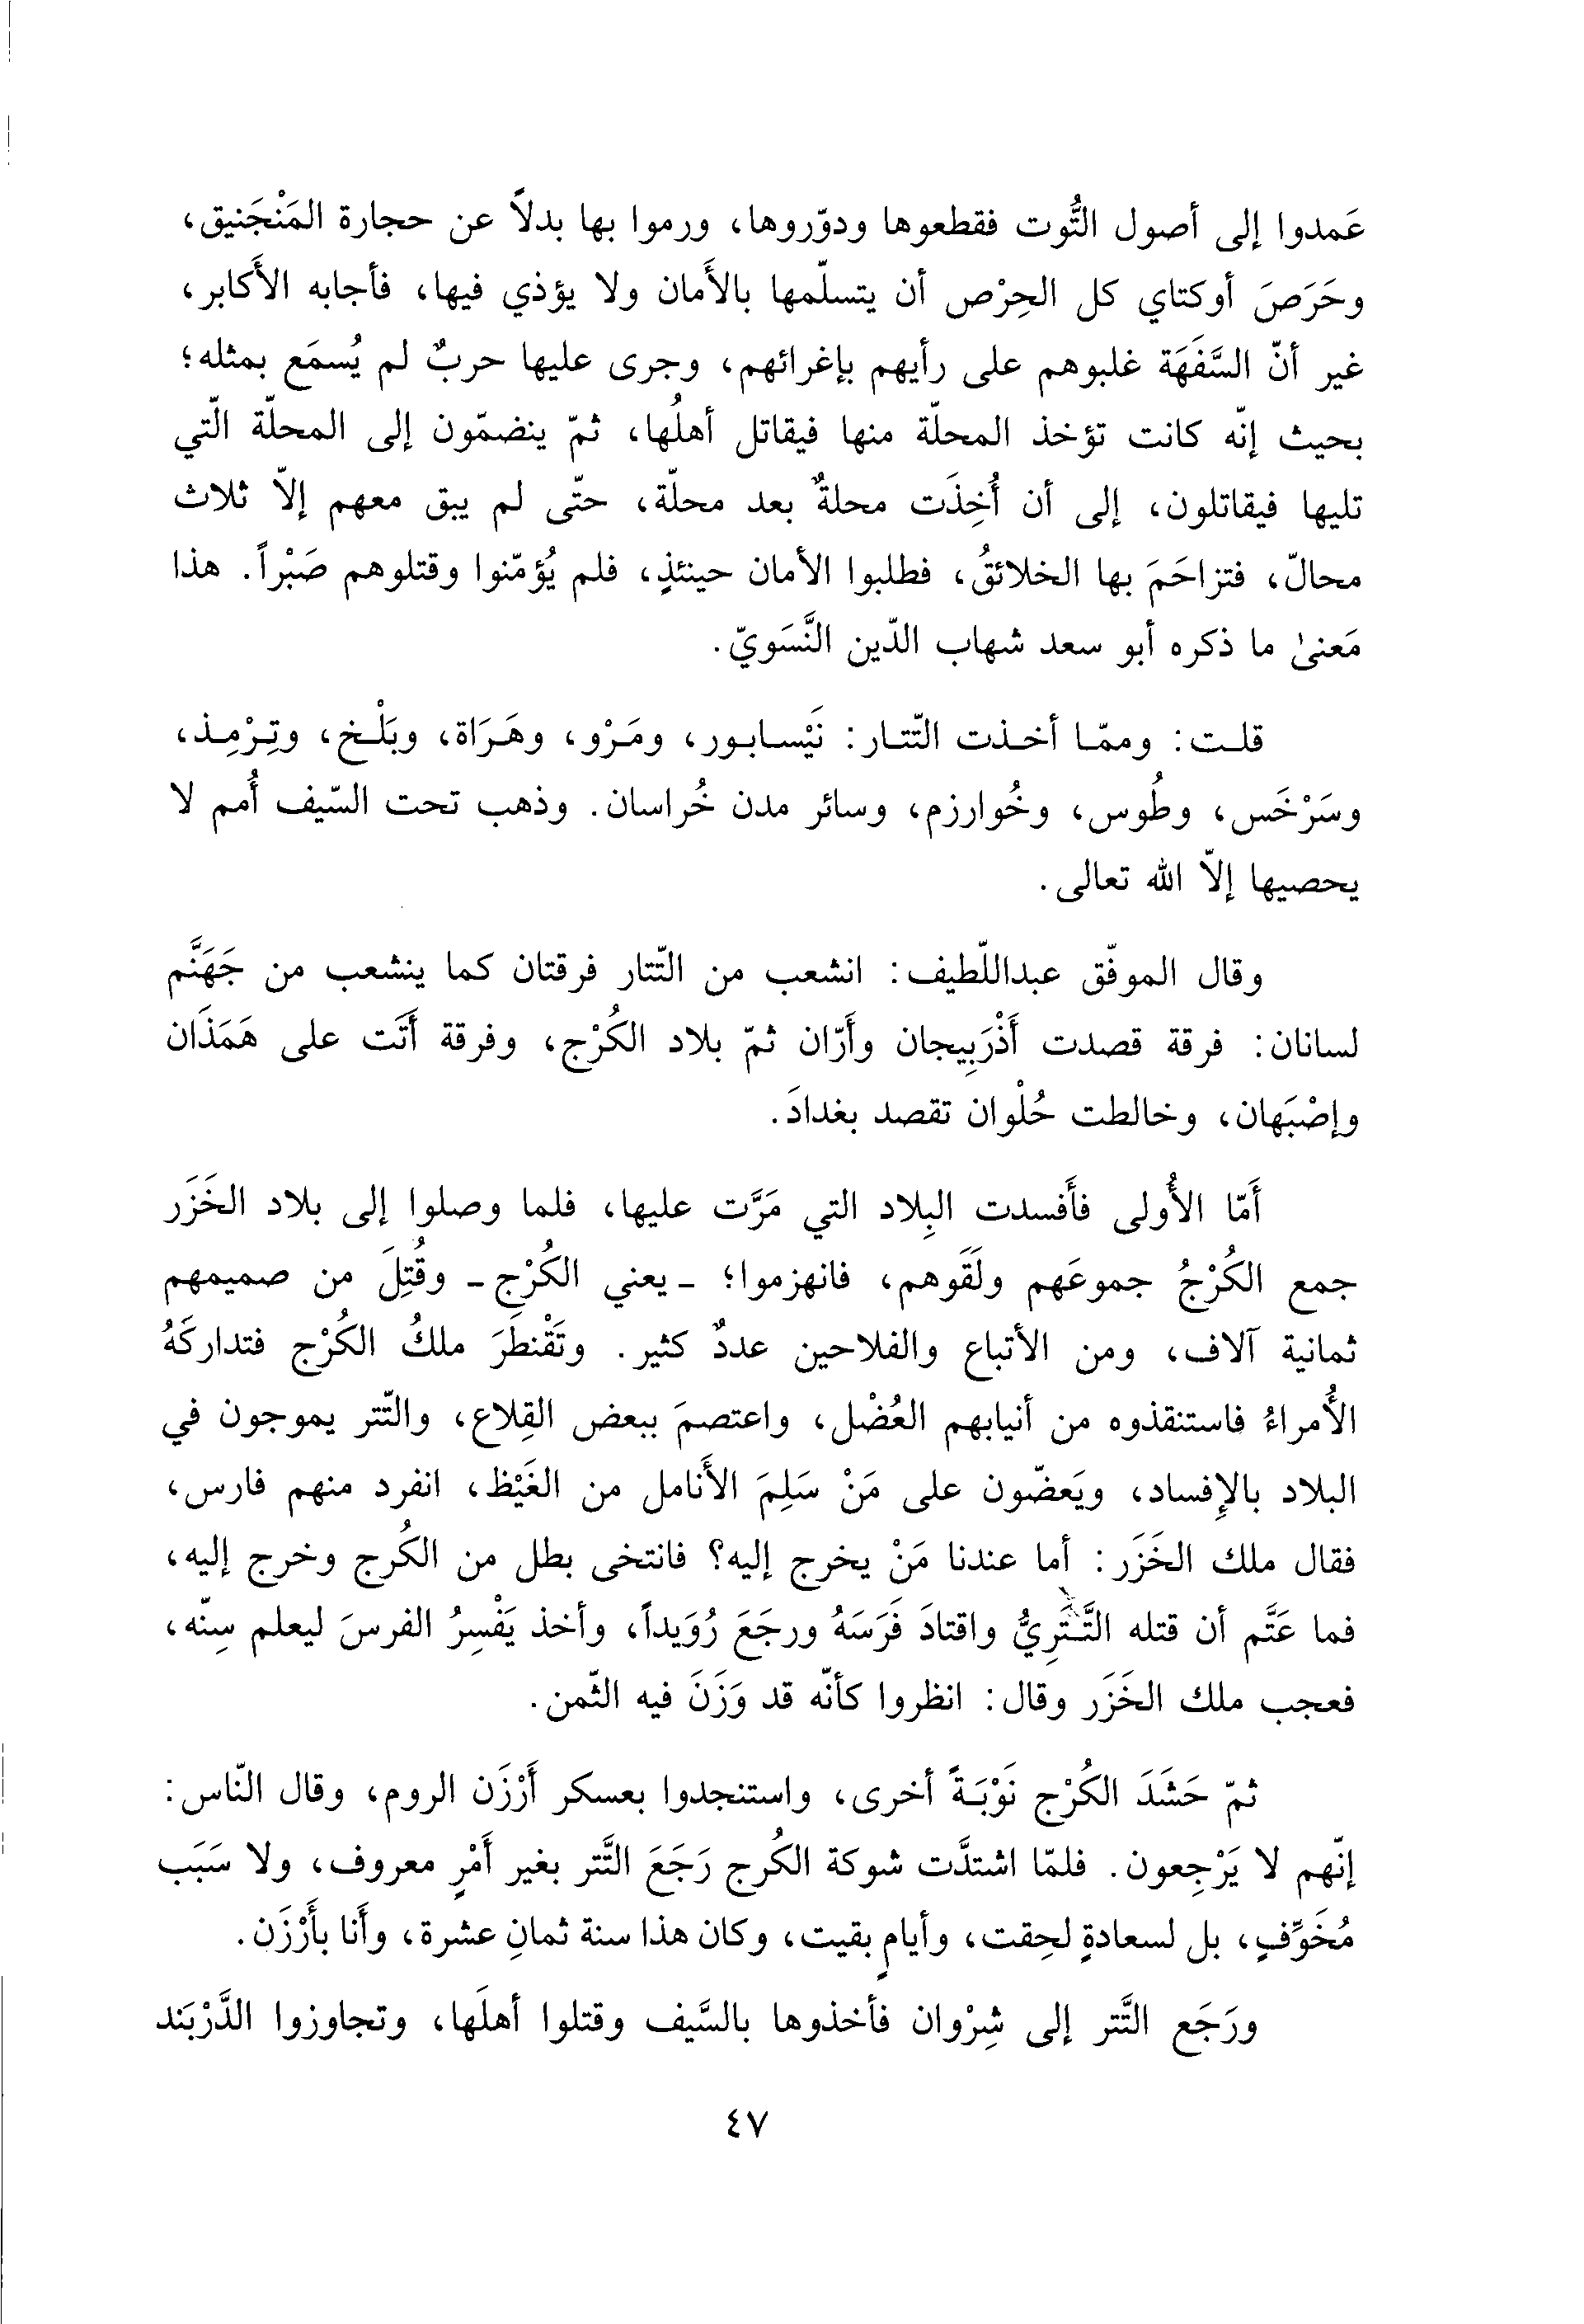 عَمدوا إلى أصول التُّوت فقطعوها ودوّروها، ورموا بها بدلاً عن حجارة المَنْجَنيق،
وحَرَصَ أوكتاي كل الحِرْص أن يتسلّمها بالأَمان ولا يؤذي فيها، فأجابه الأَكابر،
غير أنّ السَّفَهَة غلبوهم على رأيهم بإغرائهم، وجرى عليها حربٌ لم يُسمَع بمثله؛
بحيث إنّه كانت تؤخذ المحلّة منها فيقاتل أهلُها، ثمّ ينضمّون إلى المحلّة الّتي
تليها فيقاتلون، إلى أن أُخِذَت محلةٌ بعد محلّة، حتّى لم يبق معهم إلاّ ثلاث
محالّ، فتزاحَمَ بها الخلائقُ، فطلبوا الأمان حينئذٍ، فلم يُؤمّنوا وقتلوهم صَبْراً. هذا
مَعنىٰ ما ذكره أبو سعد شهاب الدّين النَّسَويّ.
قلت: وممّا أخذت التّتار: نَيْسابور، ومَرْو، وهَرَاة، وبَلْخ، وتِرْمِذ،
وسَرْخَس، وطُوس، وخُوارزم، وسائر مدن خُراسان. وذهب تحت السّيف أُمم لا
يحصيها إلاّ الله تعالى.
وقال الموفّق عبداللّطيف: انشعب من التّتار فرقتان كما ينشعب من جَهَنَّم
لسانان: فرقة قصدت أَذْرَبِيجان وأَرّان ثمّ بلاد الكُرْج، وفرقة أَتَت على هَمَذَان
وإصْبَهان، وخالطت حُلْوان تقصد بغدادَ.
أَمّا الأُولى فأَفسدت البِلاد التي مَرَّت عليها، فلما وصلوا إلى بلاد الخَزَر
جمع الكُرْجُ جموعَهم ولَقَوهم، فانهزموا؛ - يعني الكُرْج - وقُتِلَ من صميمهم
ثمانية آلاف، ومن الأتباع والفلاحين عددٌ كثير. وتَقْنطَرَ ملكُ الكُرْج فتداركَهُ
الأُمراءُ فاستنقذوه من أنيابهم العُضْل، واعتصمَ ببعض القِلاع، والتّتر يموجون في
البلاد بالإِفساد، ويَعضّون على مَنْ سَلِمَ الأَنامل من الغَيْظ، انفرد منهم فارس،
فقال ملك الخَزَر: أما عندنا مَنْ يخرج إليه؟ فانتخى بطل من الكُرج وخرج إليه،
فما عَتَّم أن قتله التَّتَرِيُّ واقتادَ فَرَسَهُ ورجَعَ رُوَيداً، وأخذ يَفْسِرُ الفرسَ ليعلم سِنّه،
فعجب ملك الخَزَر وقال: انظروا كأنّه قد وَزَنَ فيه الثّمن.
ثمّ حَشَدَ الكُرْج نَوْبَةً أخرى، واستنجدوا بعسكر أَرْزَن الروم، وقال النّاس:
إنّهم لا يَرْجِعون. فلمّا اشتدَّت شوكة الكُرج رَجَعَ التَّتر بغير أَمْرٍ معروف، ولا سَبَب
مُخَوِّفٍ، بل لسعادةٍ لحِقت، وأيامٍ بقيت، وكان هذا سنة ثمانِ عشرة، وأَنا بأَرْزَن.
ورَجَع التَّتر إلى شِرْوان فأخذوها بالسَّيف وقتلوا أهلَها، وتجاوزوا الدَّرْبَند
٤٧